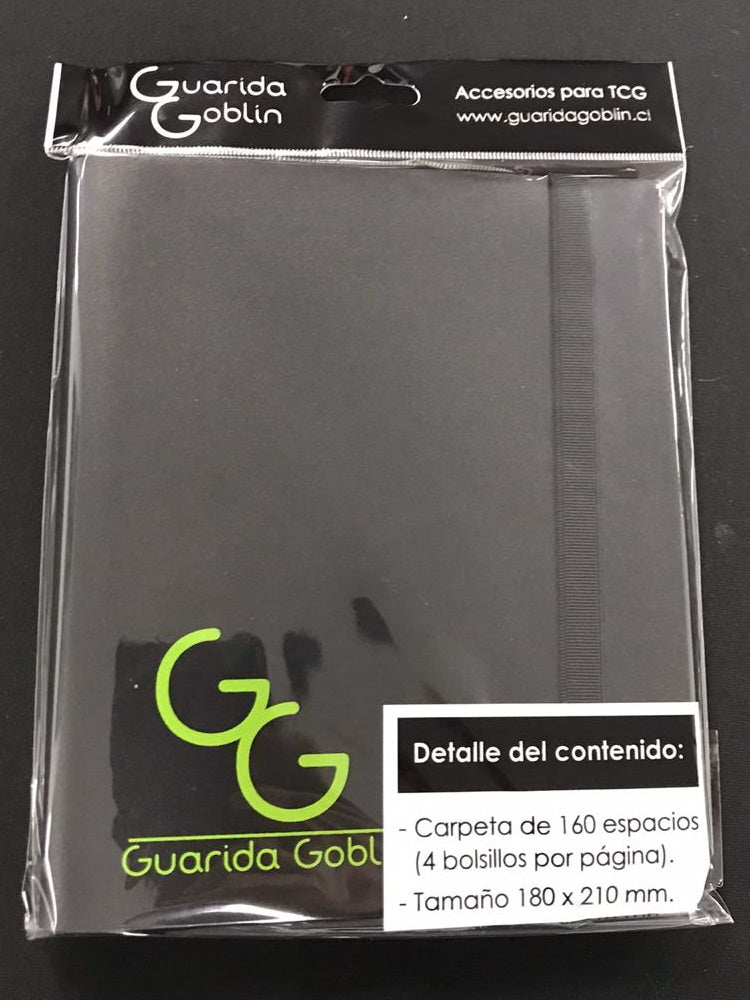 Guarida
Goblin
Accesorios para TCG
www.guaridagoblin.cl
GG
Guarida Gobl
Detalle del contenido:
- Carpeta de 160 espacios
(4 bolsillos por página).
- Tamaño 180 x 210 mm.